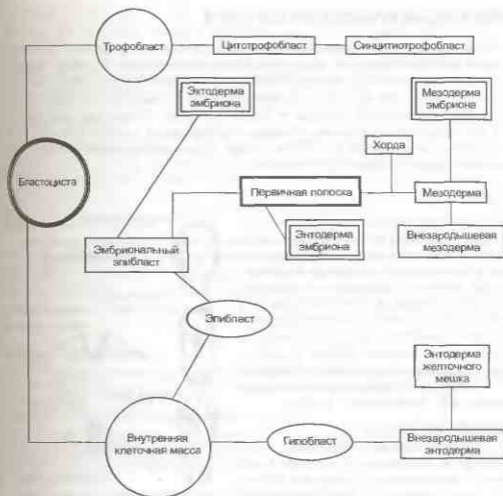 Трофобласт
Цитотрофобласт
Синцитиотрофобласт
Эктодерма
эмбриона
Мезодерма
эмбриона
Хорда
Бластоциста
Первичная полоска
Мезодерма
Эмбриональный
эпибласт
Энтодерма
эмбриона
Внезародышевая
мезодерма
Эпибласт
Энтодерма
желточного
мешка
Внутренняя
клеточная масса
Гипобласт
Внезародышевая
энтодерма